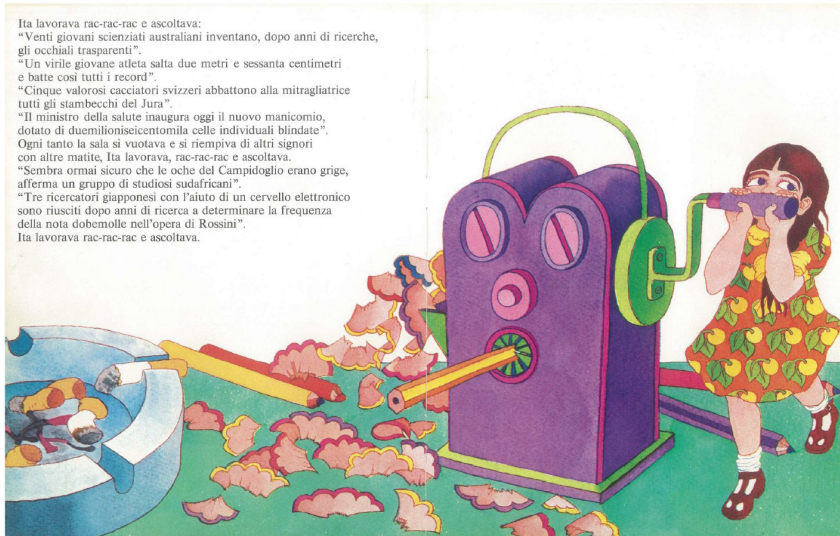 Ita lavorava rac-rac-rac e ascoltava:
“Venti giovani scienziati australiani inventano, dopo anni di ricerche,
gli occhiali trasparenti”.
“Un virile giovane atleta salta due metri e sessanta centimetri
e batte così tutti i record”.
“Cinque valorosi cacciatori svizzeri abbattono alla mitragliatrice
tutti gli stambecchi del Jura”.
“Il ministro della salute inaugura oggi il nuovo manicomio,
dotato di duemilioniseicentomila celle individuali blindate”.
Ogni tanto la sala si vuotava e si riempiva di altri signori
con altre matite, Ita lavorava, rac-rac-rac e ascoltava.
“Sembra ormai sicuro che le oche del Campidoglio erano grige,
afferma un gruppo di studiosi sudafricani”.
“Tre ricercatori giapponesi con l'aiuto di un cervello elettronico
sono riusciti dopo anni di ricerca a determinare la frequenza
della nota dobemolle nell'opera di Rossini”.
Ita lavorava rac-rac-rac e ascoltava.